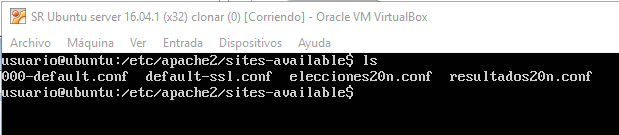 SR Ubuntu server 16.04.1 (x32) clonar (0) [Corriendo] - Oracle VM VirtualBox
Archivo Máquina Ver Entrada Dispositivos Ayuda
usuario@ubuntu:/etc/apache2/sites-available$ ls
000-default.conf default-ssl.conf elecciones20n.conf resultados20n.conf
usuario@ubuntu:/etc/apache2/sites-available$